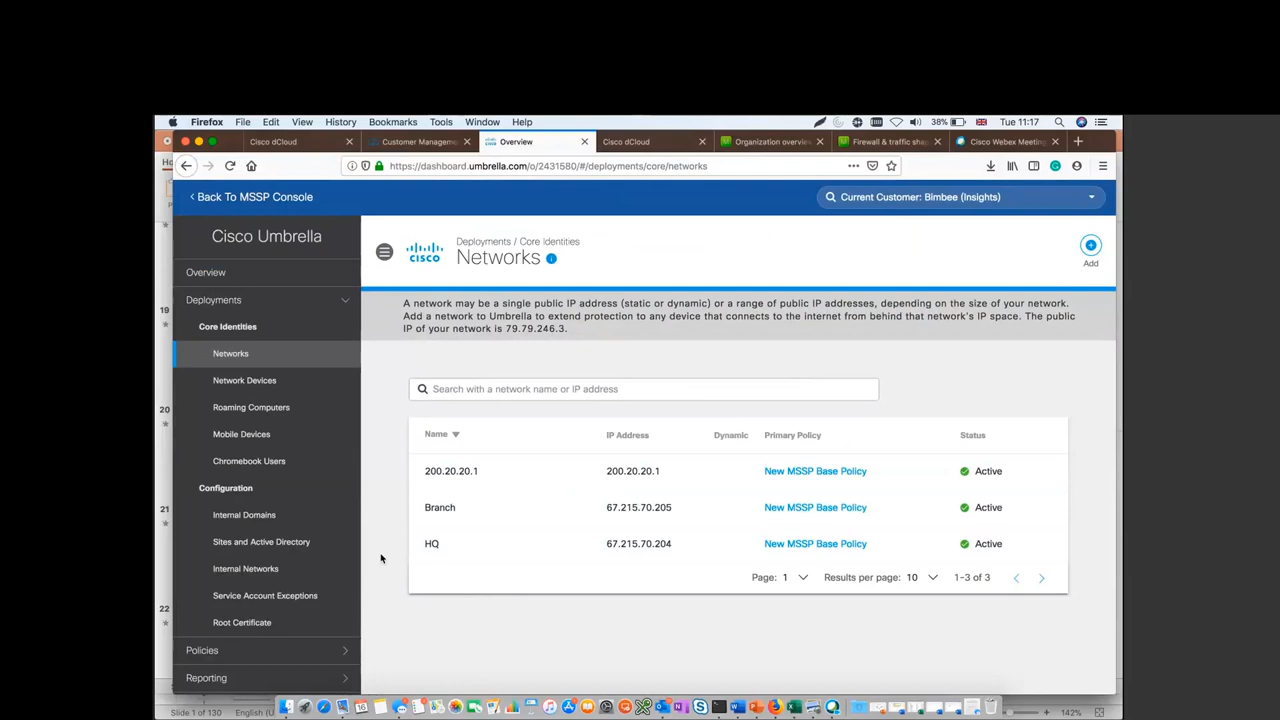 Firefox File Edit View History Bookmarks Tools Window Help 38% Tue 11:17
Cisco dCloud Customer Manageme Overview Cisco dCloud Organization overvie Firewall & traffic sha Cisco Webex Meeting
https://dashboard.umbrella.com/o/2431580/#/deployments/core/networks
Back To MSSP Console
Current Customer: Bimbee (Insights)
Cisco Umbrella
Overview
Deployments
Core Identities
Networks
Network Devices
Roaming Computers
Mobile Devices
Chromebook Users
Configuration
Internal Domains
Sites and Active Directory
Internal Networks
Service Account Exceptions
Root Certificate
Policies
Reporting
19
20
21
22
cisco
Deployments / Core Identities
Networks
Add
A network may be a single public IP address (static or dynamic) or a range of public IP addresses, depending on the size of your network.
Add a network to Umbrella to extend protection to any device that connects to the internet from behind that network's IP space. The public
IP of your network is 79.79.246.3.
Search with a network name or IP address
Name IP Address Dynamic Primary Policy Status
200.20.20.1 200.20.20.1 New MSSP Base Policy Active
Branch 67.215.70.205 New MSSP Base Policy Active
HQ 67.215.70.204 New MSSP Base Policy Active
Page: 1 Results per page: 10 1-3 of 3
Slide 1 of 130 English (U 142%